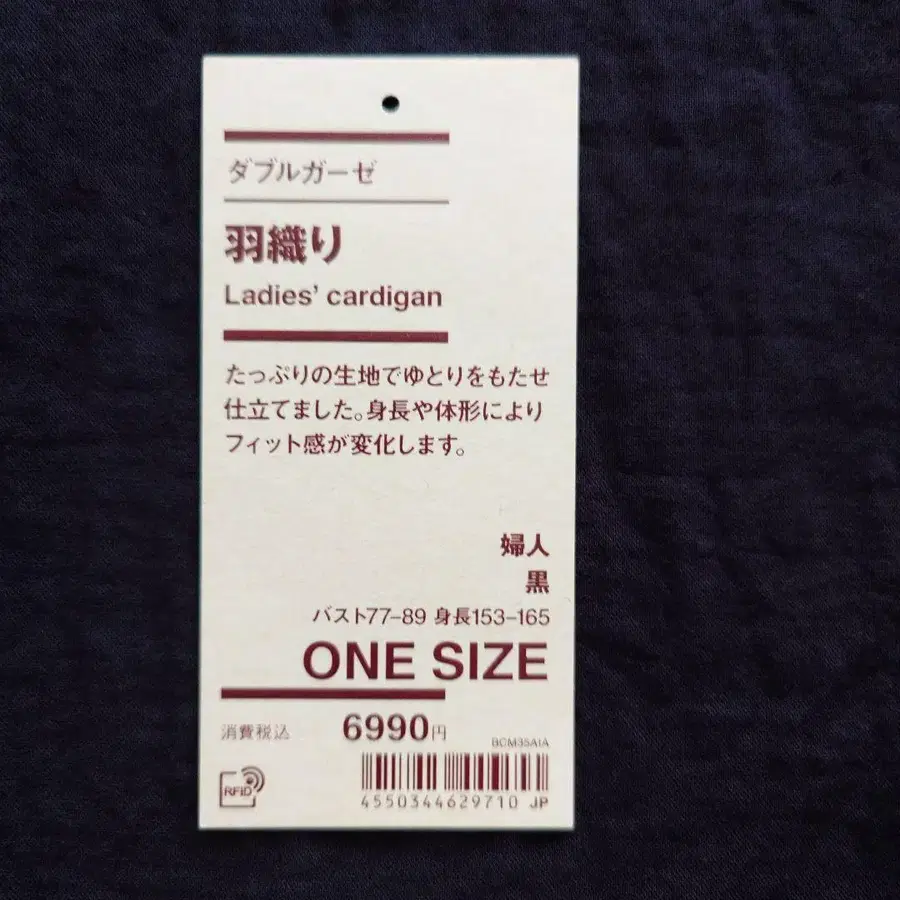 ダブルガーゼ
羽織り
Ladies' cardigan
たっぷりの生地でゆとりをもたせ
仕立てました。身長や体形により
フィット感が変化します。
婦人
黒
バスト77–89 身長153–165
ONE SIZE
消費税込 6990円
BCM35A1A
RFID
4550344629710 JP